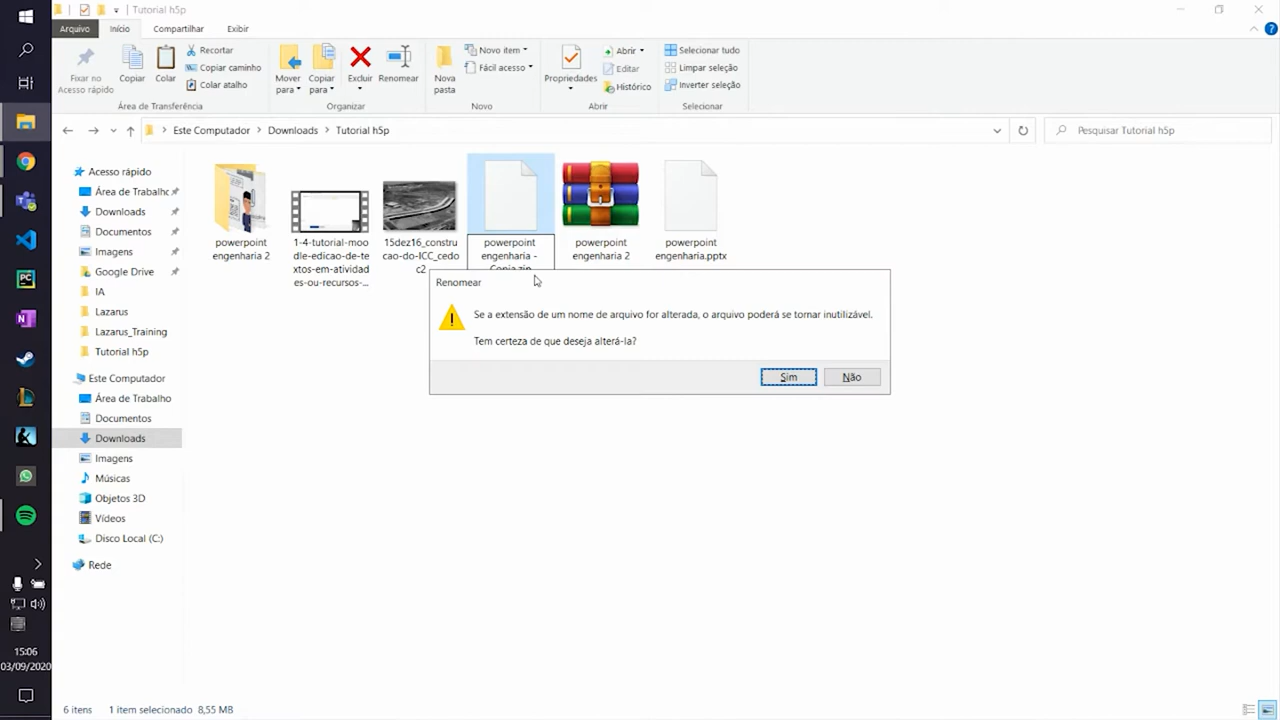 Tutorial h5p
Arquivo
Início
Compartilhar
Exibir
Fixar no
Acesso rápido
Copiar
Colar
Recortar
Copiar caminho
Colar atalho
Área de Transferência
Mover
para
Copiar
para
Excluir
Renomear
Organizar
Nova
pasta
Novo item
Fácil acesso
Novo
Propriedades
Abrir
Editar
Histórico
Abrir
Selecionar tudo
Limpar seleção
Inverter seleção
Selecionar
Este Computador
Downloads
Tutorial h5p
Pesquisar Tutorial h5p
Acesso rápido
Área de Trabalho
Downloads
Documentos
Imagens
Google Drive
IA
Lazarus
Lazarus_Training
Tutorial h5p
Este Computador
Área de Trabalho
Documentos
Downloads
Imagens
Músicas
Objetos 3D
Vídeos
Disco Local (C:)
Rede
powerpoint
engenharia 2
1-4-tutorial-moo
dle-edicao-de-te
xtos-em-atividad
es-ou-recursos-...
15dez16_constru
cao-do-ICC_cedo
c2
powerpoint
engenharia -
Copia.zip
powerpoint
engenharia 2
powerpoint
engenharia.pptx
Renomear
Se a extensão de um nome de arquivo for alterada, o arquivo poderá se tornar inutilizável.
Tem certeza de que deseja alterá-la?
Sim
Não
15:06
03/09/2020
6 itens
1 item selecionado 8,55 MB